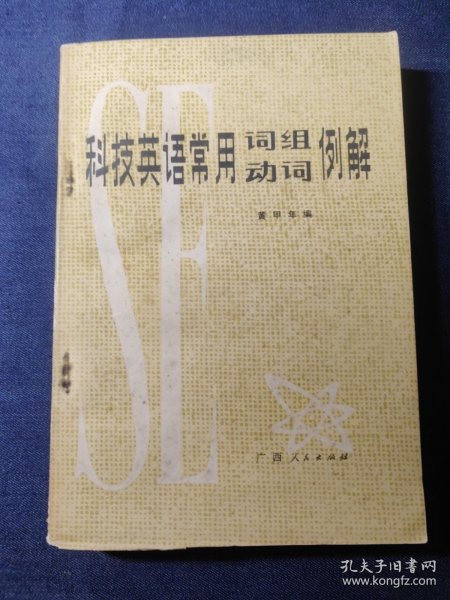 SE
科技英语常用词组动词例解
黄甲年编
广西人民出版社
孔夫子旧书网
www.kongfz.com